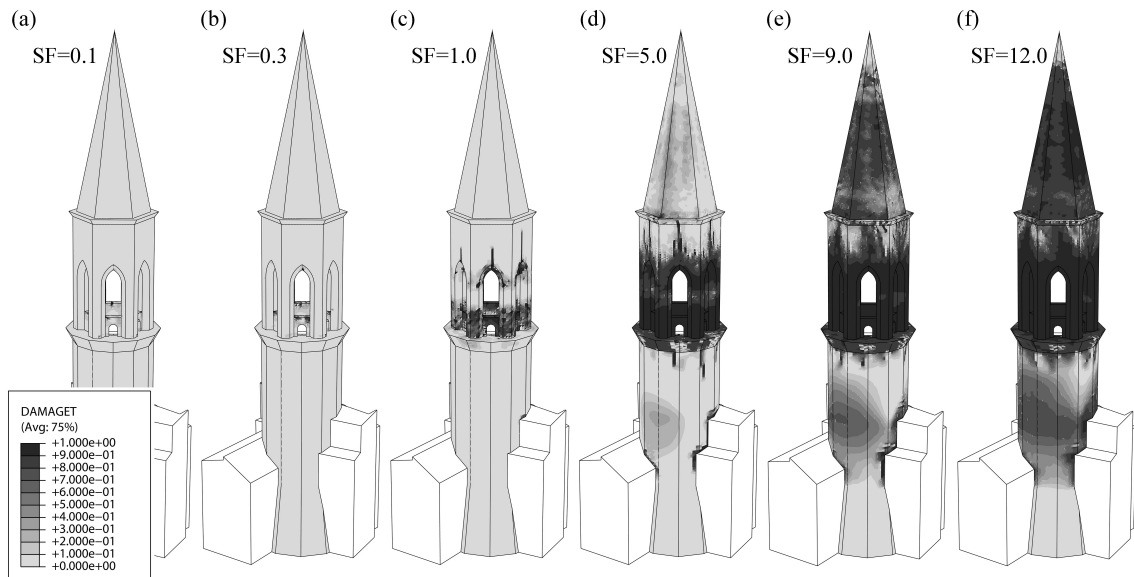 (a)
SF=0.1
(b)
SF=0.3
(c)
SF=1.0
(d)
SF=5.0
(e)
SF=9.0
(f)
SF=12.0
DAMAGET
(Avg: 75%)
+1.000e+00
+9.000e−01
+8.000e−01
+7.000e−01
+6.000e−01
+5.000e−01
+4.000e−01
+3.000e−01
+2.000e−01
+1.000e−01
+0.000e+00